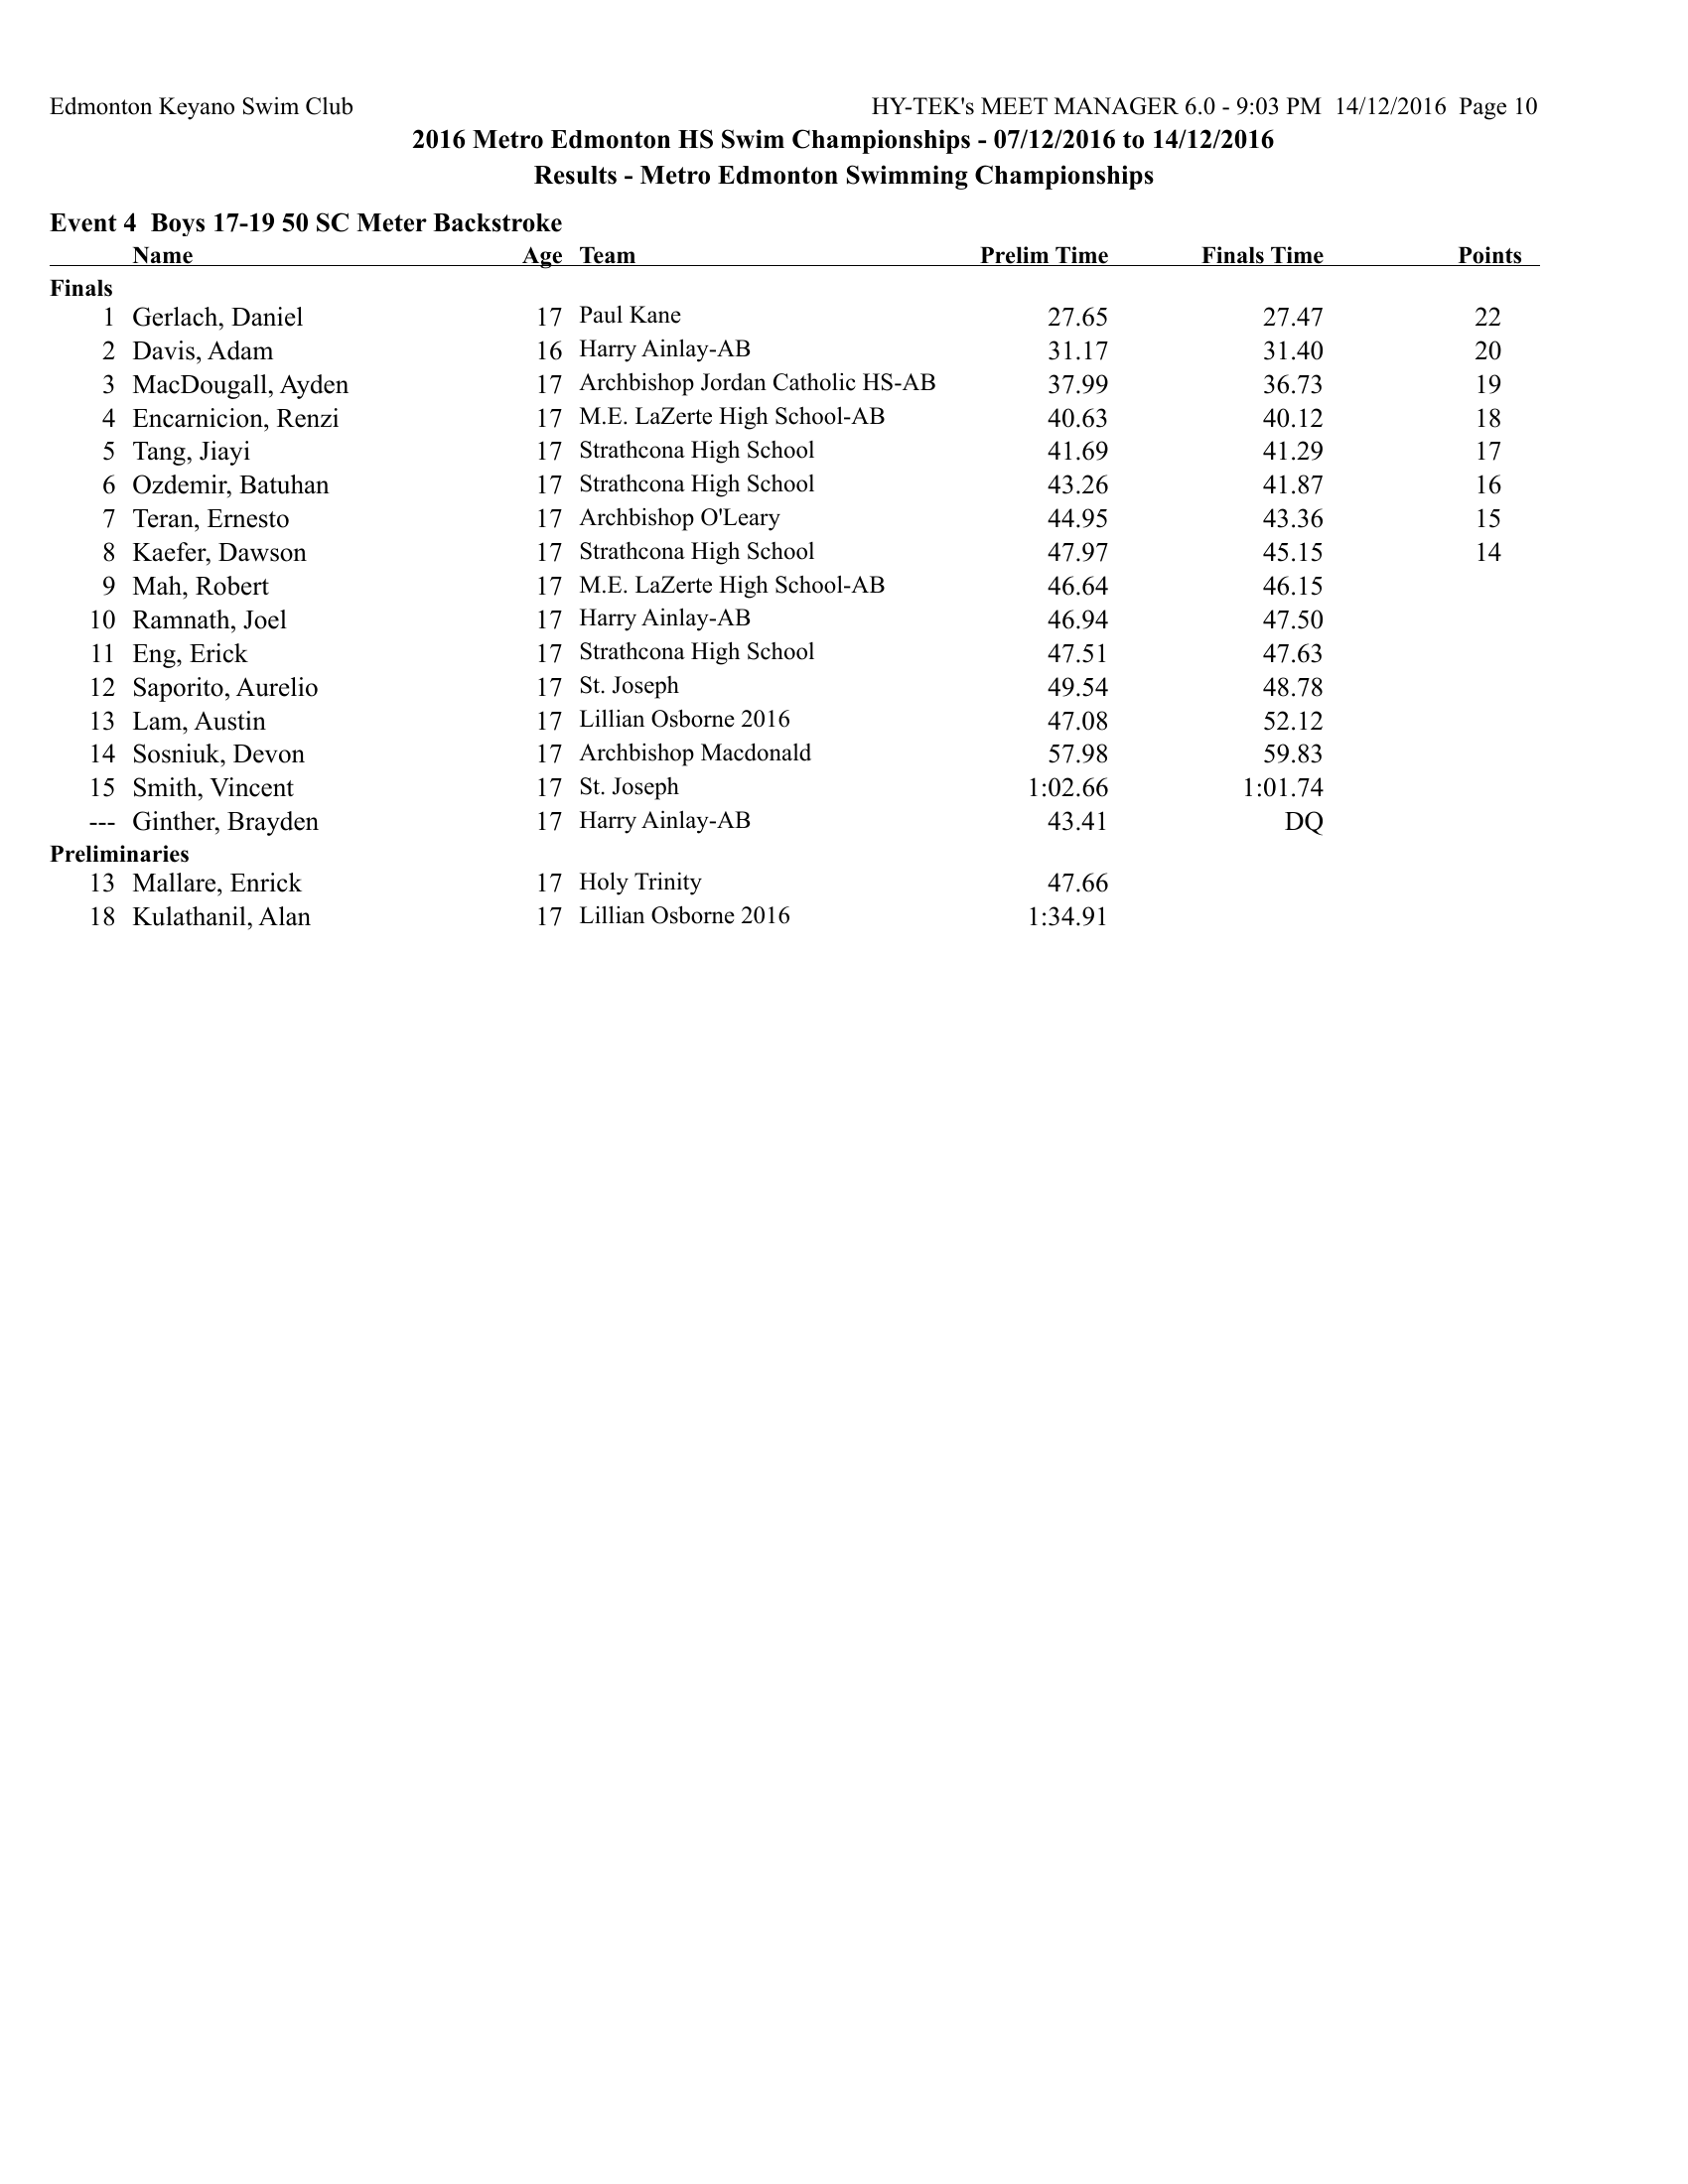 Edmonton Keyano Swim Club HY-TEK's MEET MANAGER 6.0 - 9:03 PM 14/12/2016 Page 10
2016 Metro Edmonton HS Swim Championships - 07/12/2016 to 14/12/2016
Results - Metro Edmonton Swimming Championships
Event 4 Boys 17-19 50 SC Meter Backstroke
Name Age Team Prelim Time Finals Time Points
Finals
1 Gerlach, Daniel 17 Paul Kane 27.65 27.47 22
2 Davis, Adam 16 Harry Ainlay-AB 31.17 31.40 20
3 MacDougall, Ayden 17 Archbishop Jordan Catholic HS-AB 37.99 36.73 19
4 Encarnicion, Renzi 17 M.E. LaZerte High School-AB 40.63 40.12 18
5 Tang, Jiayi 17 Strathcona High School 41.69 41.29 17
6 Ozdemir, Batuhan 17 Strathcona High School 43.26 41.87 16
7 Teran, Ernesto 17 Archbishop O'Leary 44.95 43.36 15
8 Kaefer, Dawson 17 Strathcona High School 47.97 45.15 14
9 Mah, Robert 17 M.E. LaZerte High School-AB 46.64 46.15
10 Ramnath, Joel 17 Harry Ainlay-AB 46.94 47.50
11 Eng, Erick 17 Strathcona High School 47.51 47.63
12 Saporito, Aurelio 17 St. Joseph 49.54 48.78
13 Lam, Austin 17 Lillian Osborne 2016 47.08 52.12
14 Sosniuk, Devon 17 Archbishop Macdonald 57.98 59.83
15 Smith, Vincent 17 St. Joseph 1:02.66 1:01.74
--- Ginther, Brayden 17 Harry Ainlay-AB 43.41 DQ
Preliminaries
13 Mallare, Enrick 17 Holy Trinity 47.66
18 Kulathanil, Alan 17 Lillian Osborne 2016 1:34.91